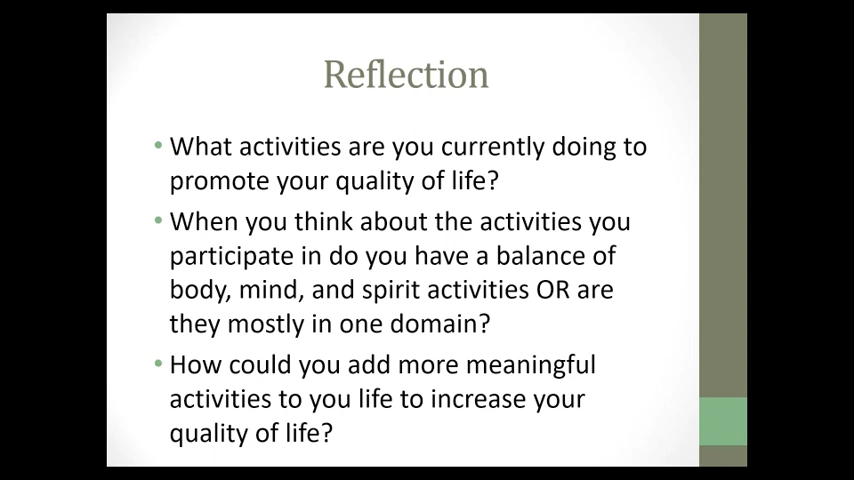 Reflection
• What activities are you currently doing to
promote your quality of life?
• When you think about the activities you
participate in do you have a balance of
body, mind, and spirit activities OR are
they mostly in one domain?
• How could you add more meaningful
activities to you life to increase your
quality of life?